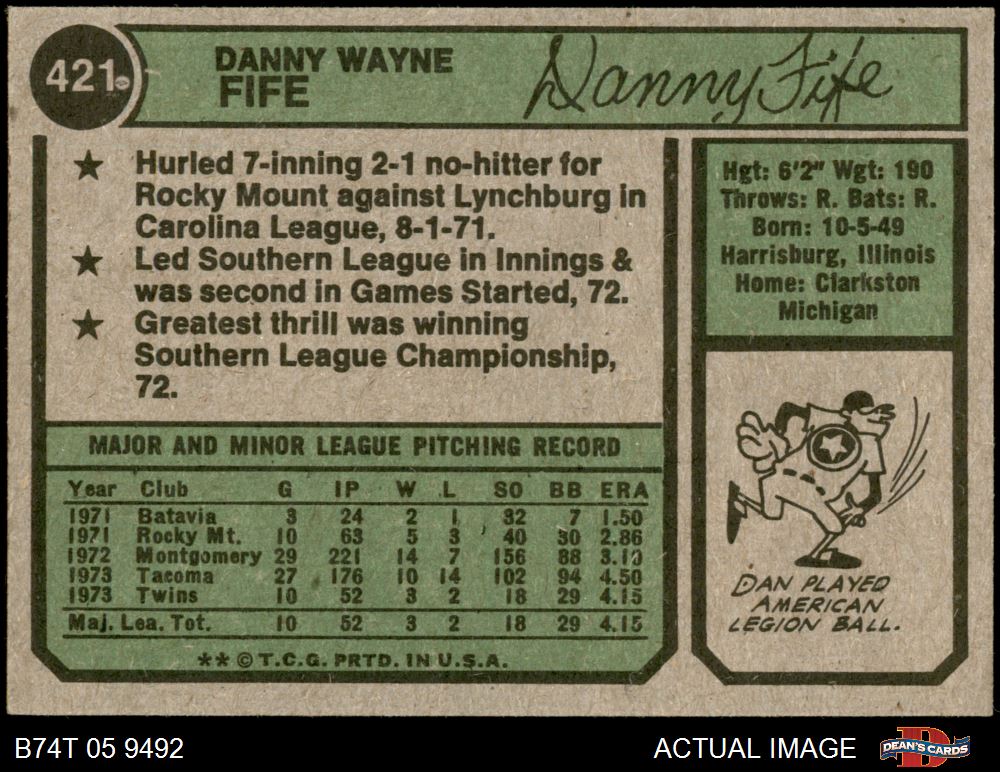 421
DANNY WAYNE
FIFE
Danny Fife
★ Hurled 7-inning 2-1 no-hitter for
Rocky Mount against Lynchburg in
Carolina League, 8-1-71.
★ Led Southern League in Innings &
was second in Games Started, 72.
★ Greatest thrill was winning
Southern League Championship,
72.
Hgt: 6'2" Wgt: 190
Throws: R. Bats: R.
Born: 10-5-49
Harrisburg, Illinois
Home: Clarkston
Michigan
MAJOR AND MINOR LEAGUE PITCHING RECORD
Year Club G IP W L SO BB ERA
1971 Batavia 3 24 2 1 32 7 1.50
1971 Rocky Mt. 10 63 5 3 40 30 2.86
1972 Montgomery 29 221 14 7 156 88 3.10
1973 Tacoma 27 176 10 14 102 94 4.50
1973 Twins 10 52 3 2 18 29 4.15
Maj. Lea. Tot. 10 52 3 2 18 29 4.15
** © T.C.G. PRTD. IN U.S.A.
DAN PLAYED
AMERICAN
LEGION BALL.
B74T 05 9492
ACTUAL IMAGE
DEAN'S CARDS